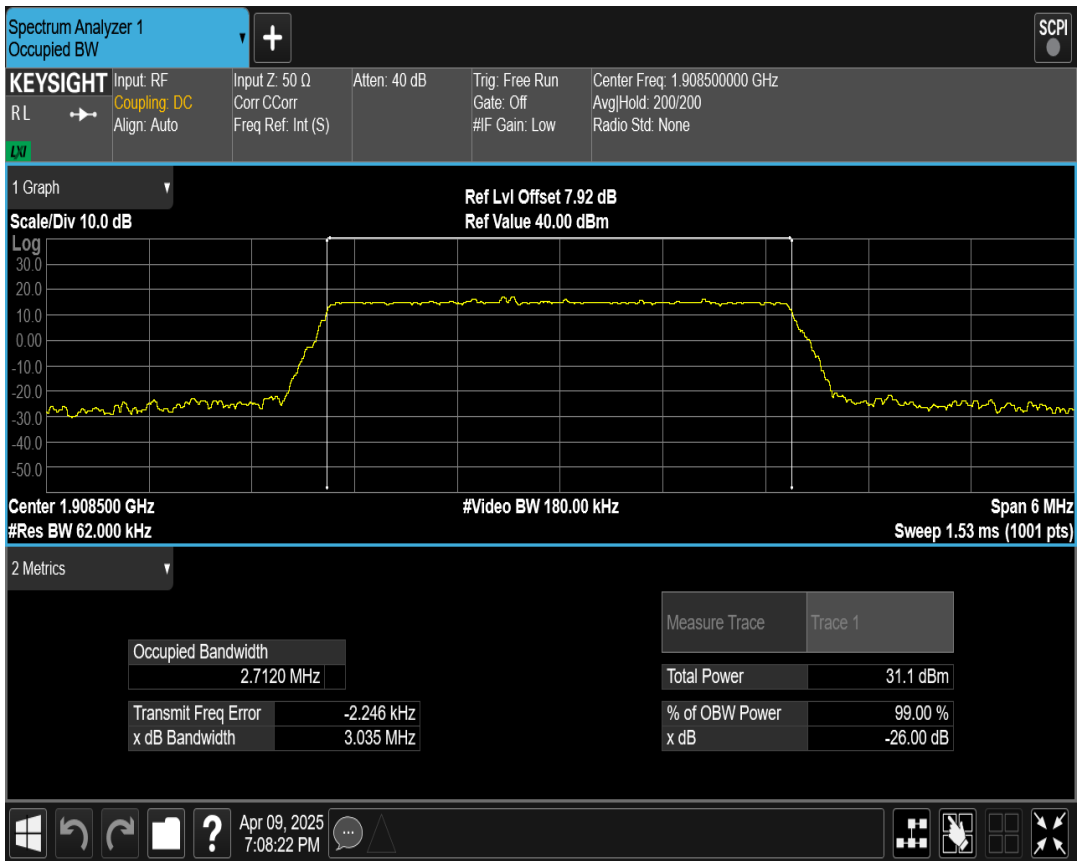 Spectrum Analyzer 1
Occupied BW
+
SCPI
KEYSIGHT
R L
LXI
Input: RF
Coupling: DC
Align: Auto
Input Z: 50 Ω
Corr CCorr
Freq Ref: Int (S)
Atten: 40 dB
Trig: Free Run
Gate: Off
#IF Gain: Low
Center Freq: 1.908500000 GHz
Avg|Hold: 200/200
Radio Std: None
1 Graph
Scale/Div 10.0 dB
Ref Lvl Offset 7.92 dB
Ref Value 40.00 dBm
Log
30.0
20.0
10.0
0.00
-10.0
-20.0
-30.0
-40.0
-50.0
Center 1.908500 GHz
#Res BW 62.000 kHz
#Video BW 180.00 kHz
Span 6 MHz
Sweep 1.53 ms (1001 pts)
2 Metrics
Measure Trace Trace 1
Occupied Bandwidth
2.7120 MHz
Total Power 31.1 dBm
Transmit Freq Error -2.246 kHz
% of OBW Power 99.00 %
x dB Bandwidth 3.035 MHz
x dB -26.00 dB
?
Apr 09, 2025
7:08:22 PM